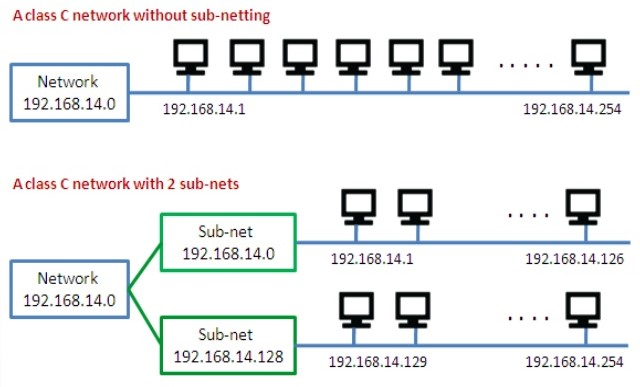 A class C network without sub-netting
Network
192.168.14.0
. . . . .
192.168.14.1
192.168.14.254
A class C network with 2 sub-nets
Sub-net
192.168.14.0
. . . .
192.168.14.1
192.168.14.126
Network
192.168.14.0
Sub-net
192.168.14.128
. . . .
192.168.14.129
192.168.14.254